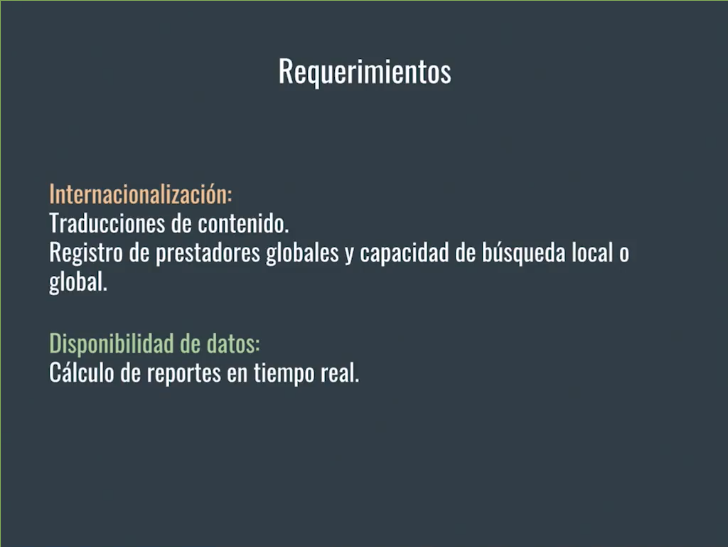 Requerimientos
Internacionalización:
Traducciones de contenido.
Registro de prestadores globales y capacidad de búsqueda local o
global.
Disponibilidad de datos:
Cálculo de reportes en tiempo real.